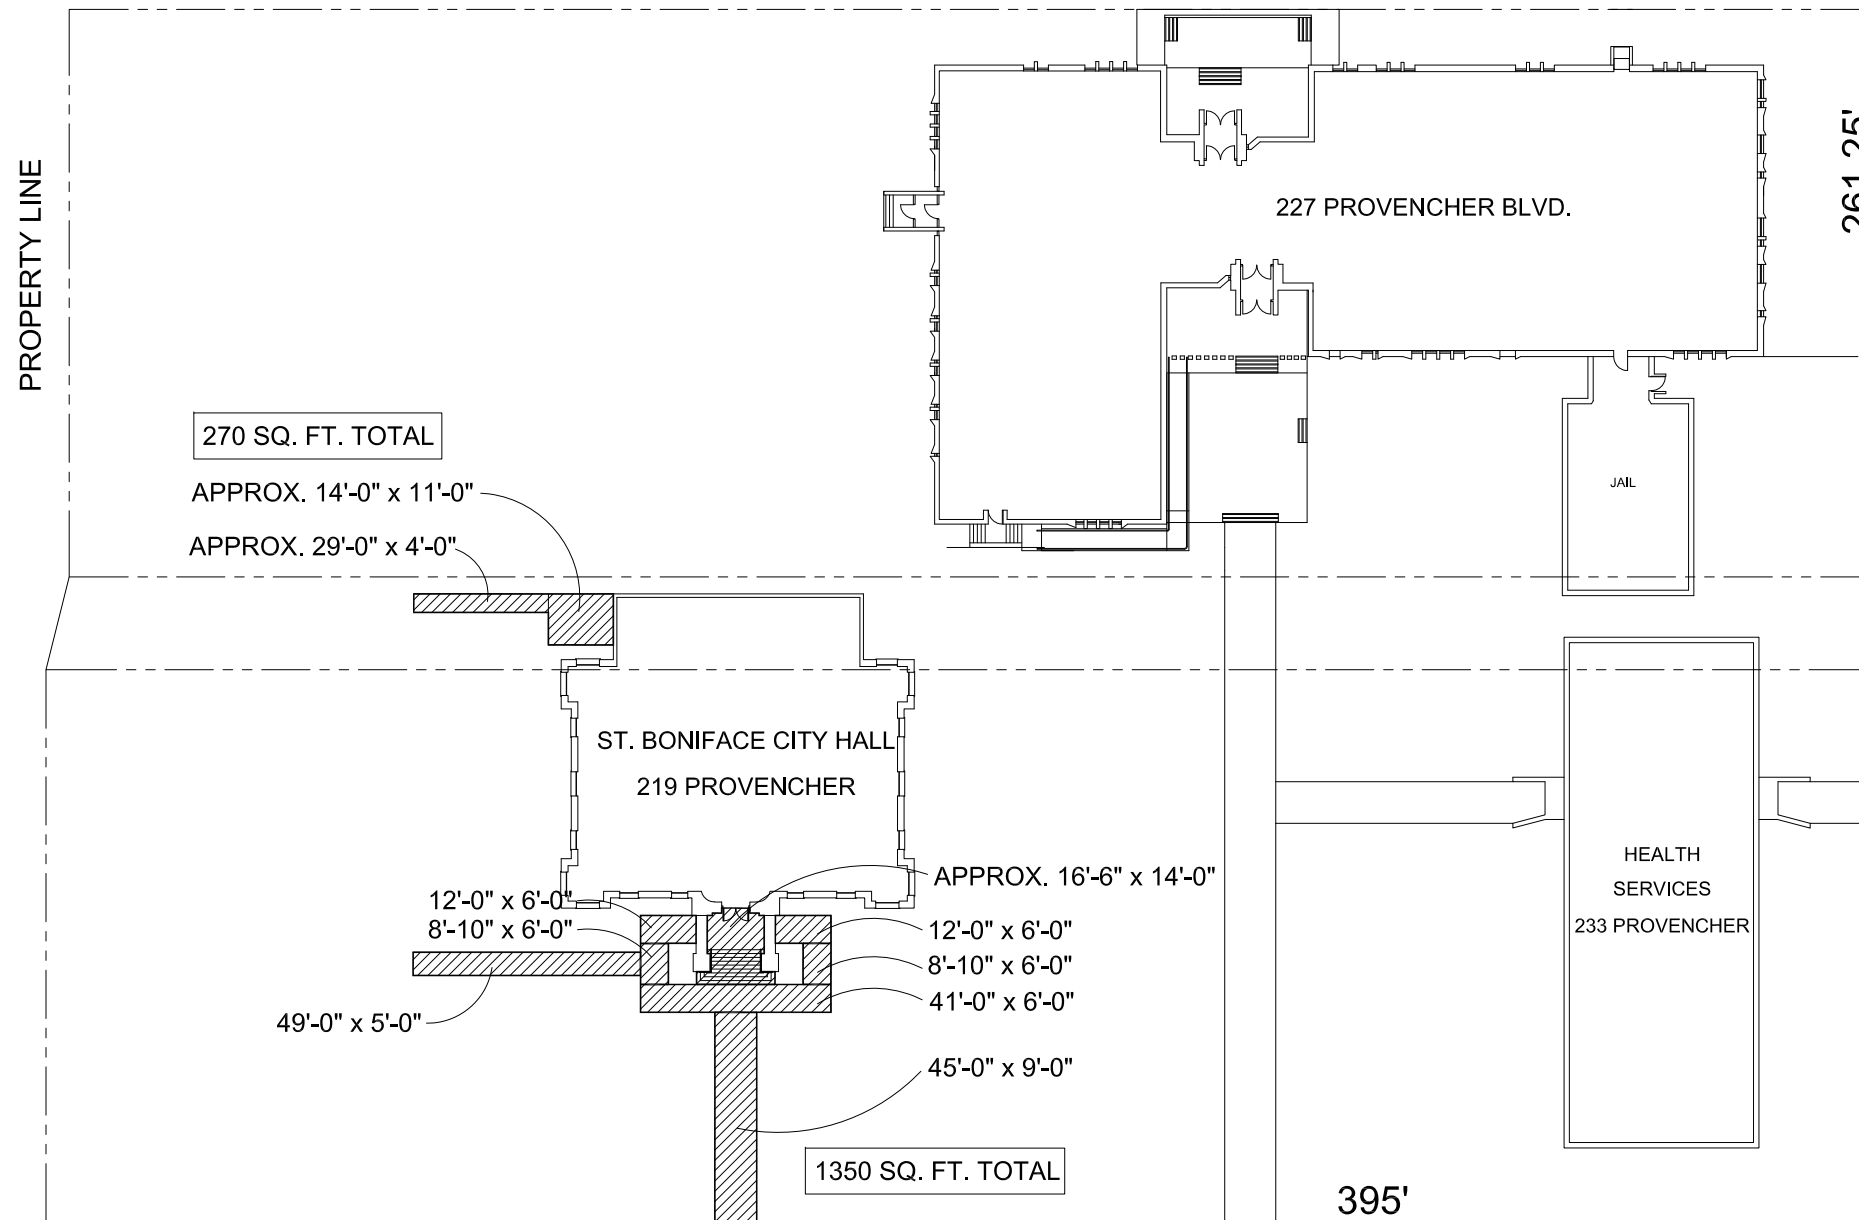 PROPERTY LINE
227 PROVENCHER BLVD.
261.25'
270 SQ. FT. TOTAL
APPROX. 14'-0" x 11'-0"
APPROX. 29'-0" x 4'-0"
JAIL
ST. BONIFACE CITY HALL
219 PROVENCHER
APPROX. 16'-6" x 14'-0"
12'-0" x 6'-0"
8'-10" x 6'-0"
12'-0" x 6'-0"
8'-10" x 6'-0"
41'-0" x 6'-0"
49'-0" x 5'-0"
45'-0" x 9'-0"
HEALTH
SERVICES
233 PROVENCHER
1350 SQ. FT. TOTAL
395'